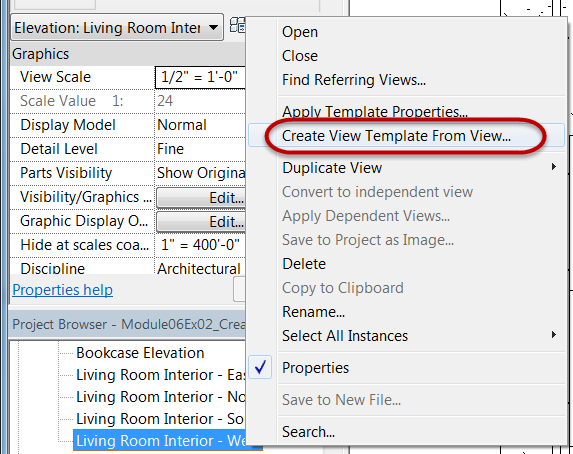 Elevation: Living Room Inter
Graphics
View Scale 1/2" = 1'-0"
Scale Value 1: 24
Display Model Normal
Detail Level Fine
Parts Visibility Show Origina
Visibility/Graphics ... Edit...
Graphic Display O... Edit...
Hide at scales coa... 1" = 400'-0"
Discipline Architectural
Properties help
Project Browser - Module06Ex02_Crea
Bookcase Elevation
Living Room Interior - Eas
Living Room Interior - No
Living Room Interior - So
Living Room Interior - We
Open
Close
Find Referring Views...
Apply Template Properties...
Create View Template From View...
Duplicate View
Convert to independent view
Apply Dependent Views...
Save to Project as Image...
Delete
Copy to Clipboard
Rename...
Select All Instances
Properties
Save to New File...
Search...